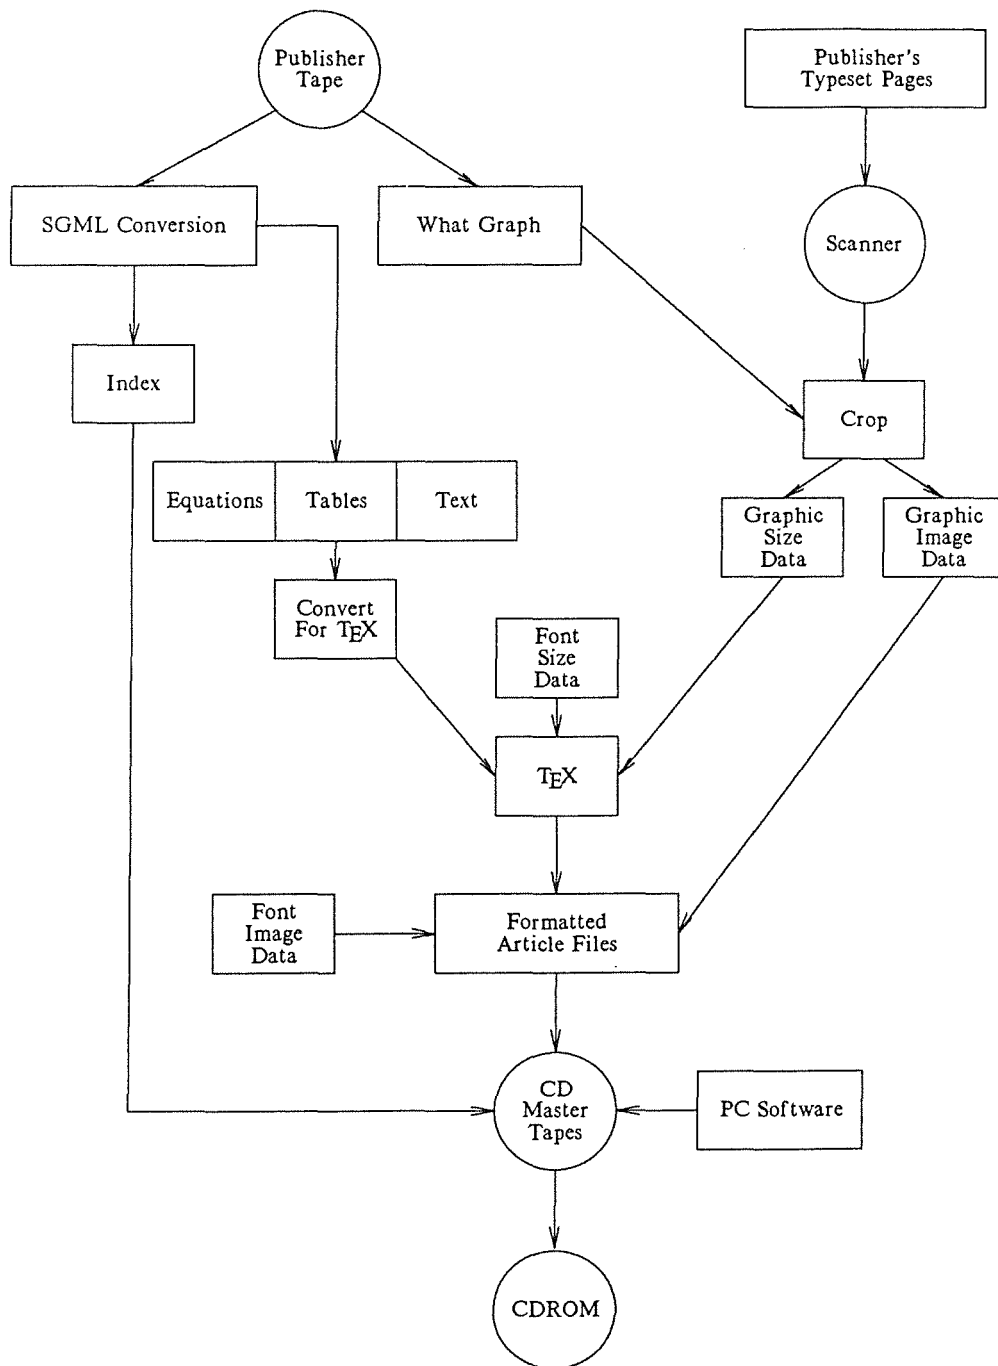 Publisher
Tape
Publisher's
Typeset Pages
SGML Conversion
What Graph
Scanner
Index
Crop
Equations
Tables
Text
Graphic
Size
Data
Graphic
Image
Data
Convert
For TEX
Font
Size
Data
TEX
Font
Image
Data
Formatted
Article Files
CD
Master
Tapes
PC Software
CDROM